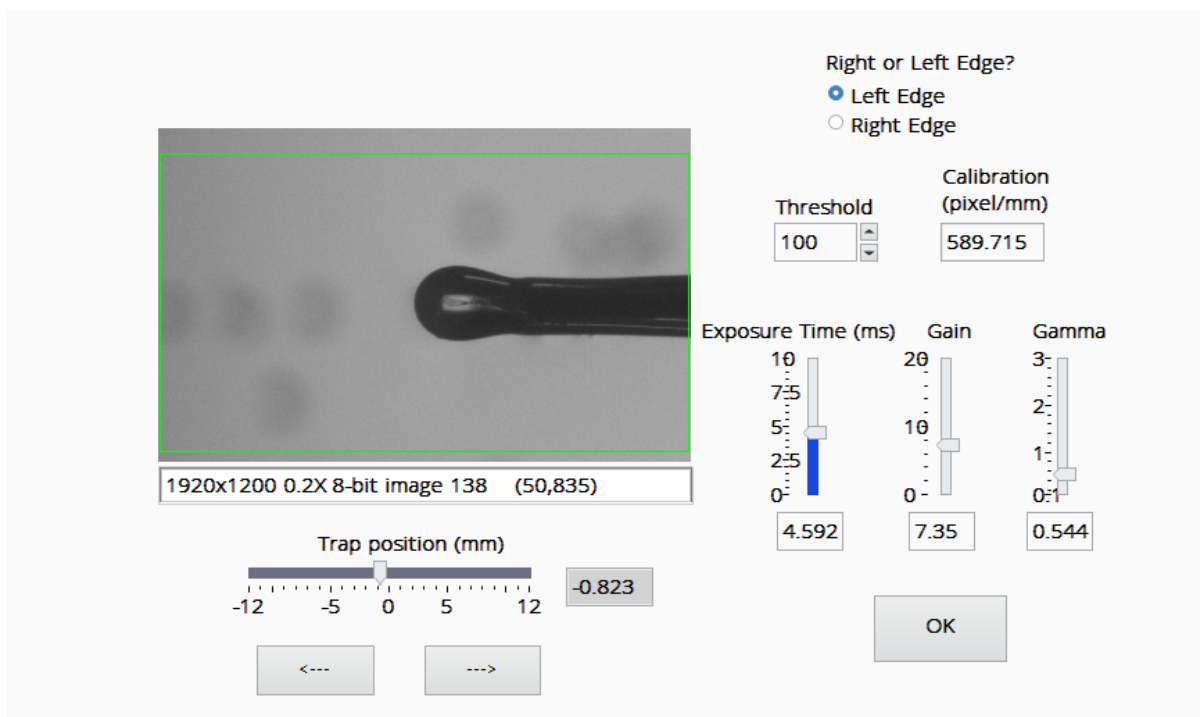 Right or Left Edge?
Left Edge
Right Edge
Threshold
100
Calibration
(pixel/mm)
589.715
Exposure Time (ms)
10
7.5
5
2.5
0
4.592
Gain
20
10
0
7.35
Gamma
3
2
1
0.1
0.544
1920x1200 0.2X 8-bit image 138 (50,835)
Trap position (mm)
-12 -5 0 5 12
-0.823
<--- --->
OK